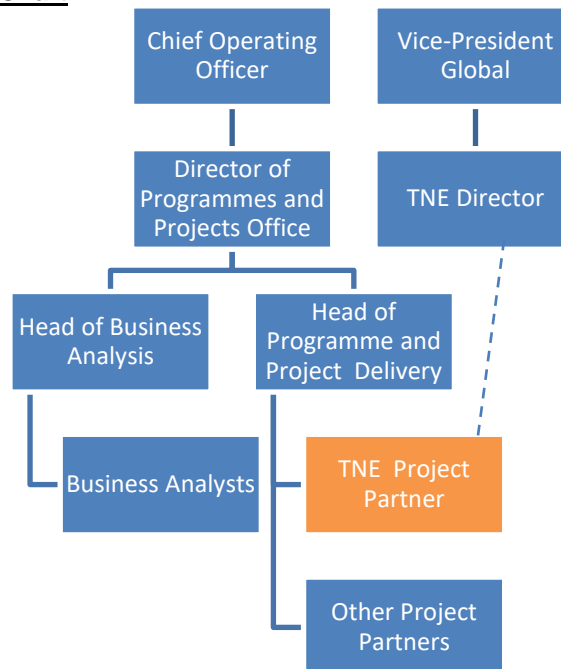 Chief Operating
Officer
Vice-President
Global
Director of
Programmes and
Projects Office
TNE Director
Head of Business
Analysis
Head of
Programme and
Project Delivery
Business Analysts
TNE Project
Partner
Other Project
Partners